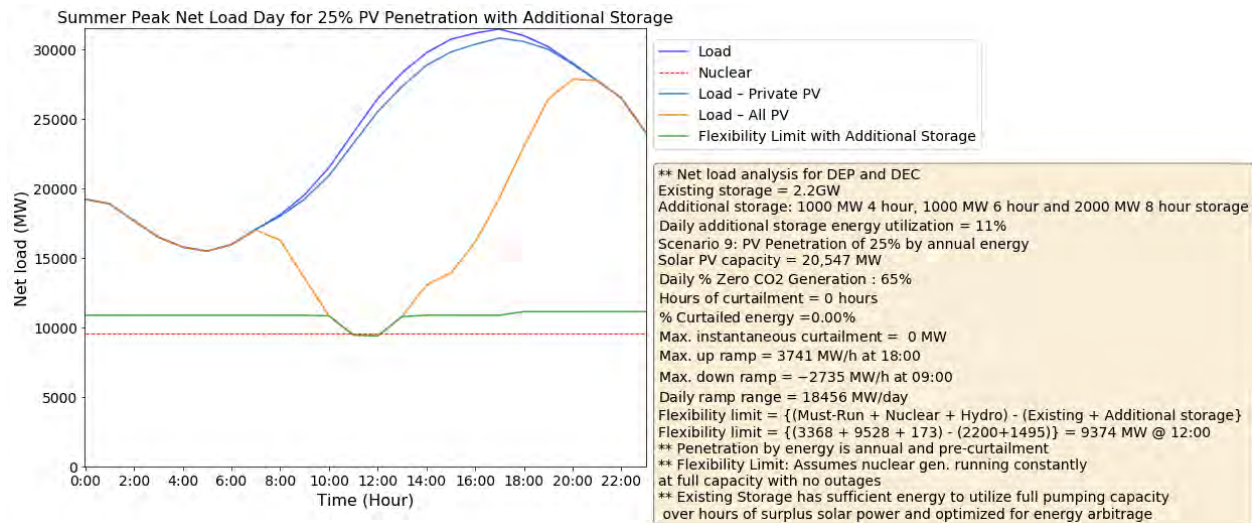 Summer Peak Net Load Day for 25% PV Penetration with Additional Storage
Net load (MW)
30000
25000
20000
15000
10000
5000
0
0:00 2:00 4:00 6:00 8:00 10:00 12:00 14:00 16:00 18:00 20:00 22:00
Time (Hour)
Load
Nuclear
Load – Private PV
Load – All PV
Flexibility Limit with Additional Storage
** Net load analysis for DEP and DEC
Existing storage = 2.2GW
Additional storage: 1000 MW 4 hour, 1000 MW 6 hour and 2000 MW 8 hour storage
Daily additional storage energy utilization = 11%
Scenario 9: PV Penetration of 25% by annual energy
Solar PV capacity = 20,547 MW
Daily % Zero CO2 Generation : 65%
Hours of curtailment = 0 hours
% Curtailed energy =0.00%
Max. instantaneous curtailment =  0 MW
Max. up ramp = 3741 MW/h at 18:00
Max. down ramp = −2735 MW/h at 09:00
Daily ramp range = 18456 MW/day
Flexibility limit = {(Must-Run + Nuclear + Hydro) - (Existing + Additional storage}
Flexibility limit = {(3368 + 9528 + 173) - (2200+1495)} = 9374 MW @ 12:00
** Penetration by energy is annual and pre-curtailment
** Flexibility Limit: Assumes nuclear gen. running constantly
at full capacity with no outages
** Existing Storage has sufficient energy to utilize full pumping capacity
over hours of surplus solar power and optimized for energy arbitrage